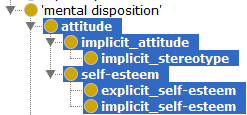 'mental disposition'
attitude
implicit_attitude
implicit_stereotype
self-esteem
explicit_self-esteem
implicit_self-esteem